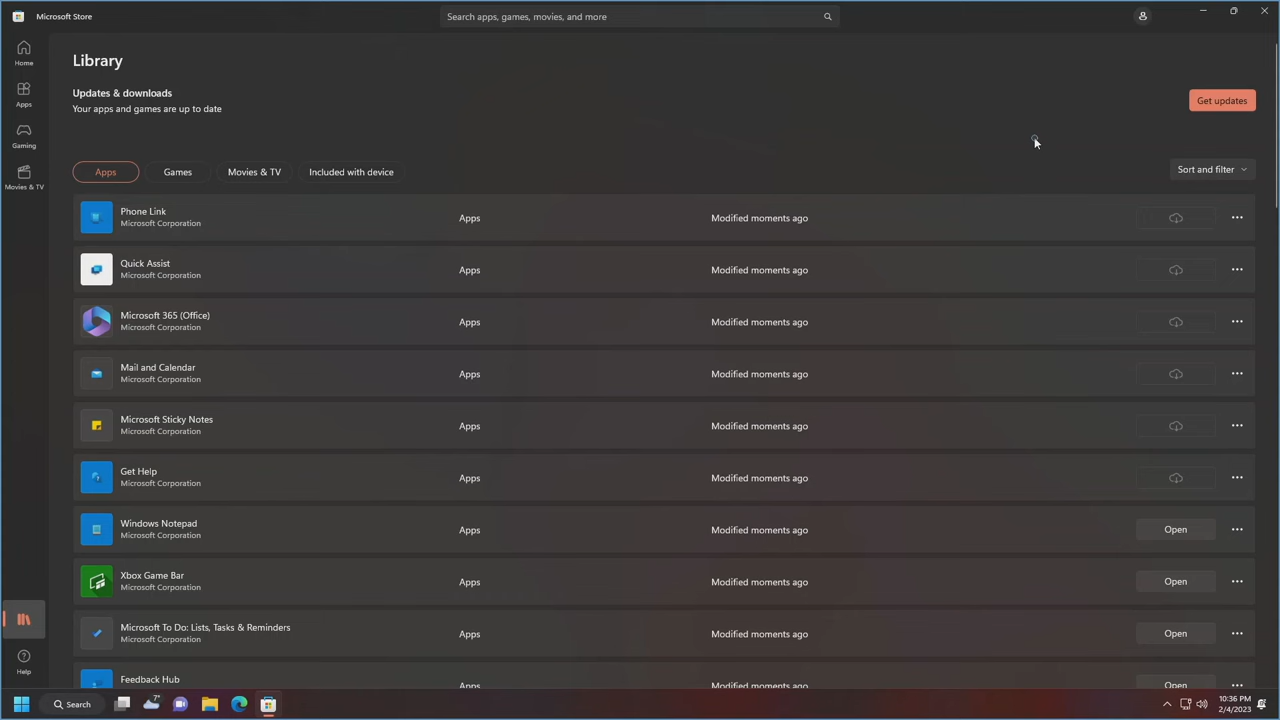 Microsoft Store
Search apps, games, movies, and more
Home
Apps
Gaming
Movies & TV
Library
Updates & downloads
Your apps and games are up to date
Get updates
Apps
Games
Movies & TV
Included with device
Sort and filter
Phone Link
Microsoft Corporation
Apps
Modified moments ago
Quick Assist
Microsoft Corporation
Apps
Modified moments ago
Microsoft 365 (Office)
Microsoft Corporation
Apps
Modified moments ago
Mail and Calendar
Microsoft Corporation
Apps
Modified moments ago
Microsoft Sticky Notes
Microsoft Corporation
Apps
Modified moments ago
Get Help
Microsoft Corporation
Apps
Modified moments ago
Windows Notepad
Microsoft Corporation
Apps
Modified moments ago
Open
Xbox Game Bar
Microsoft Corporation
Apps
Modified moments ago
Open
Microsoft To Do: Lists, Tasks & Reminders
Microsoft Corporation
Apps
Modified moments ago
Open
Feedback Hub
Apps
Modified moments ago
Open
Help
Search
7°
10:36 PM
2/4/2023